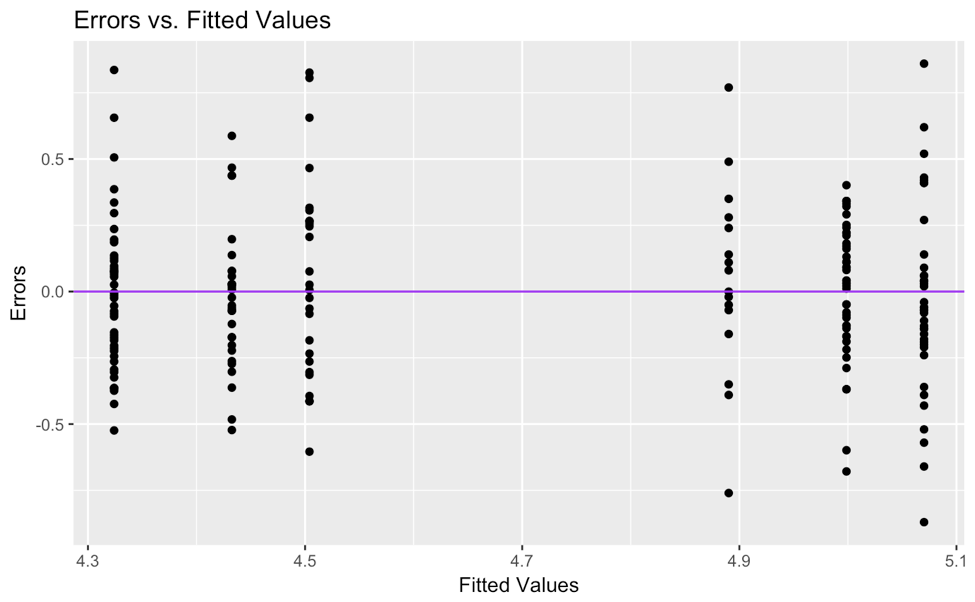 Errors vs. Fitted Values
Errors
0.5
0.0
-0.5
4.3 4.5 4.7 4.9 5.1
Fitted Values